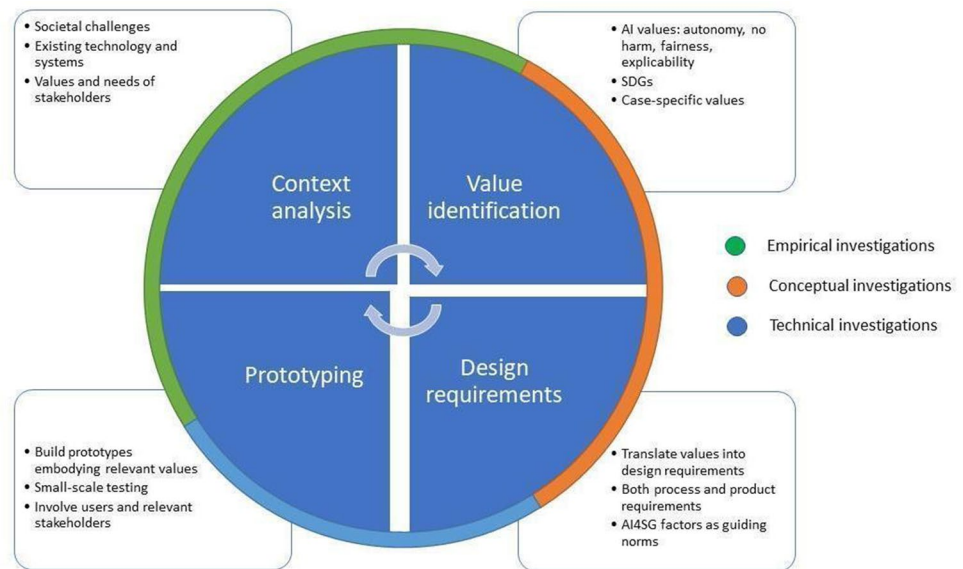 • Societal challenges
• Existing technology and
systems
• Values and needs of
stakeholders
• AI values: autonomy, no
harm, fairness,
explicability
• SDGs
• Case-specific values
Context
analysis
Value
identification
Empirical investigations
Conceptual investigations
Technical investigations
Prototyping
Design
requirements
• Build prototypes
embodying relevant values
• Small-scale testing
• Involve users and relevant
stakeholders
• Translate values into
design requirements
• Both process and product
requirements
• AI4SG factors as guiding
norms